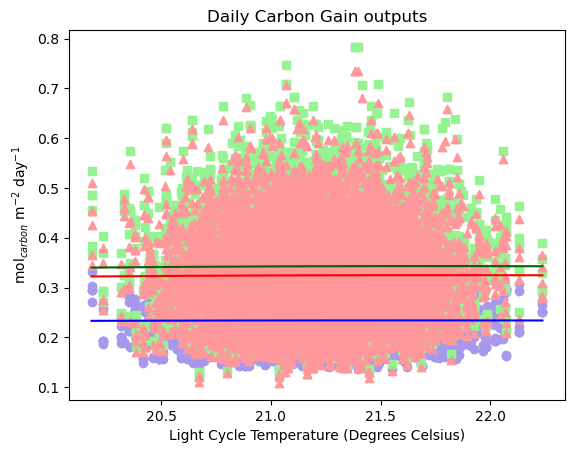 Daily Carbon Gain outputs
0.8
0.7
0.6
0.5
0.4
0.3
0.2
0.1
mol_{carbon} m^{−2} day^{−1}
20.5 21.0 21.5 22.0
Light Cycle Temperature (Degrees Celsius)